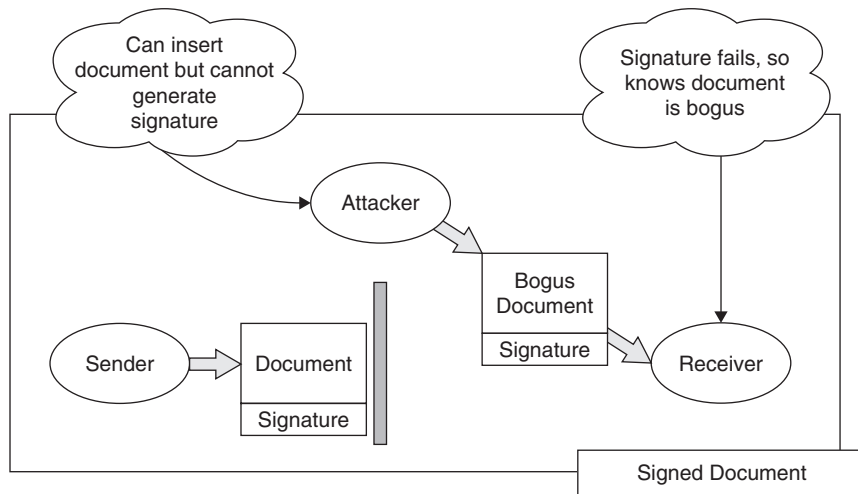 Can insert
document but cannot
generate
signature
Signature fails, so
knows document
is bogus
Attacker
Bogus
Document
Signature
Sender
Document
Signature
Receiver
Signed Document